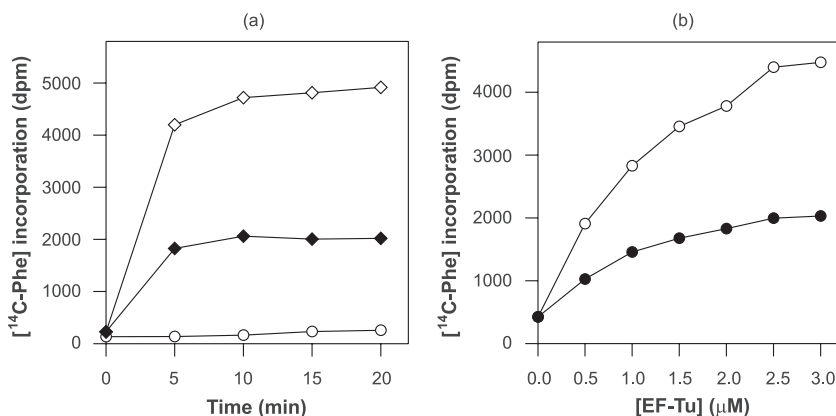 (a)
[¹⁴C-Phe] incorporation (dpm)
5000
4000
3000
2000
1000
0
0 5 10 15 20
Time (min)
(b)
[¹⁴C-Phe] incorporation (dpm)
4000
3000
2000
1000
0
0.0 0.5 1.0 1.5 2.0 2.5 3.0
[EF-Tu] (μM)